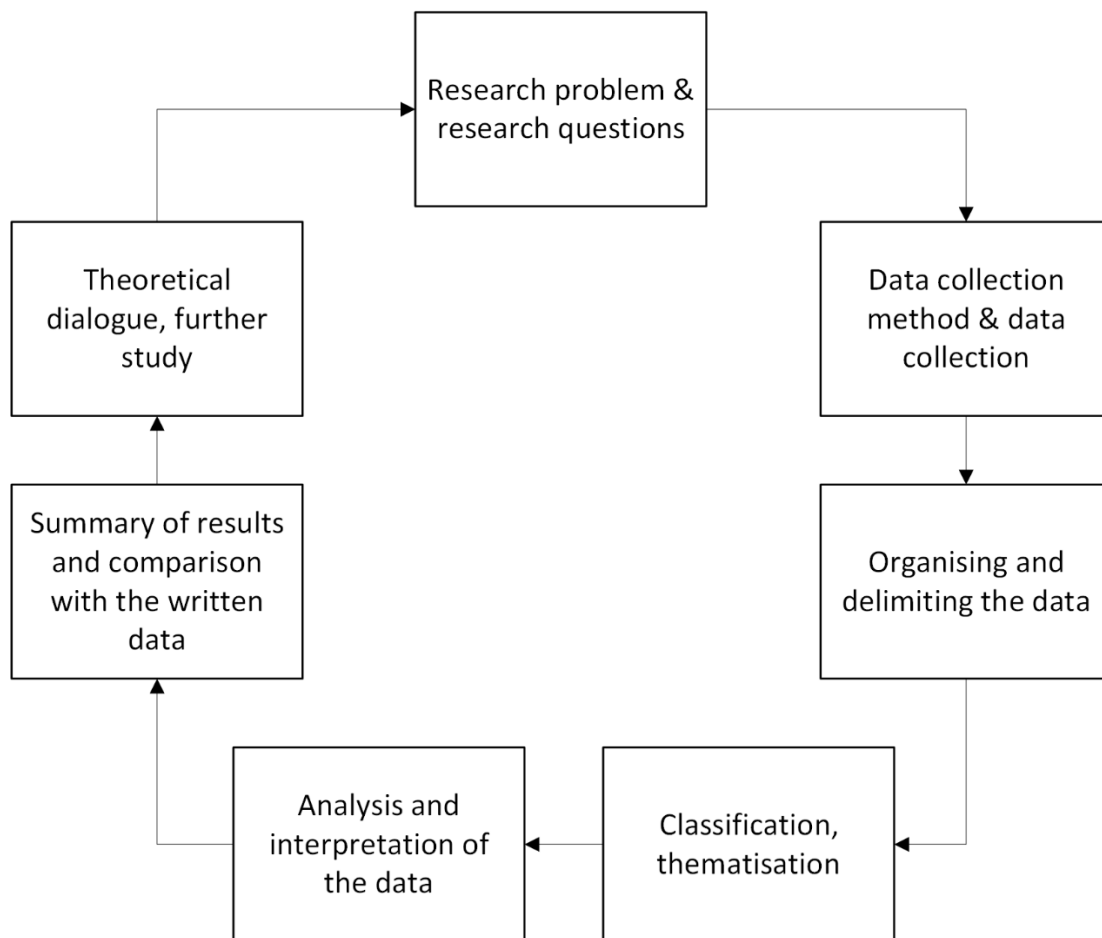 Research problem &
research questions
Data collection
method & data
collection
Organising and
delimiting the data
Classification,
thematisation
Analysis and
interpretation of
the data
Summary of results
and comparison
with the written
data
Theoretical
dialogue, further
study